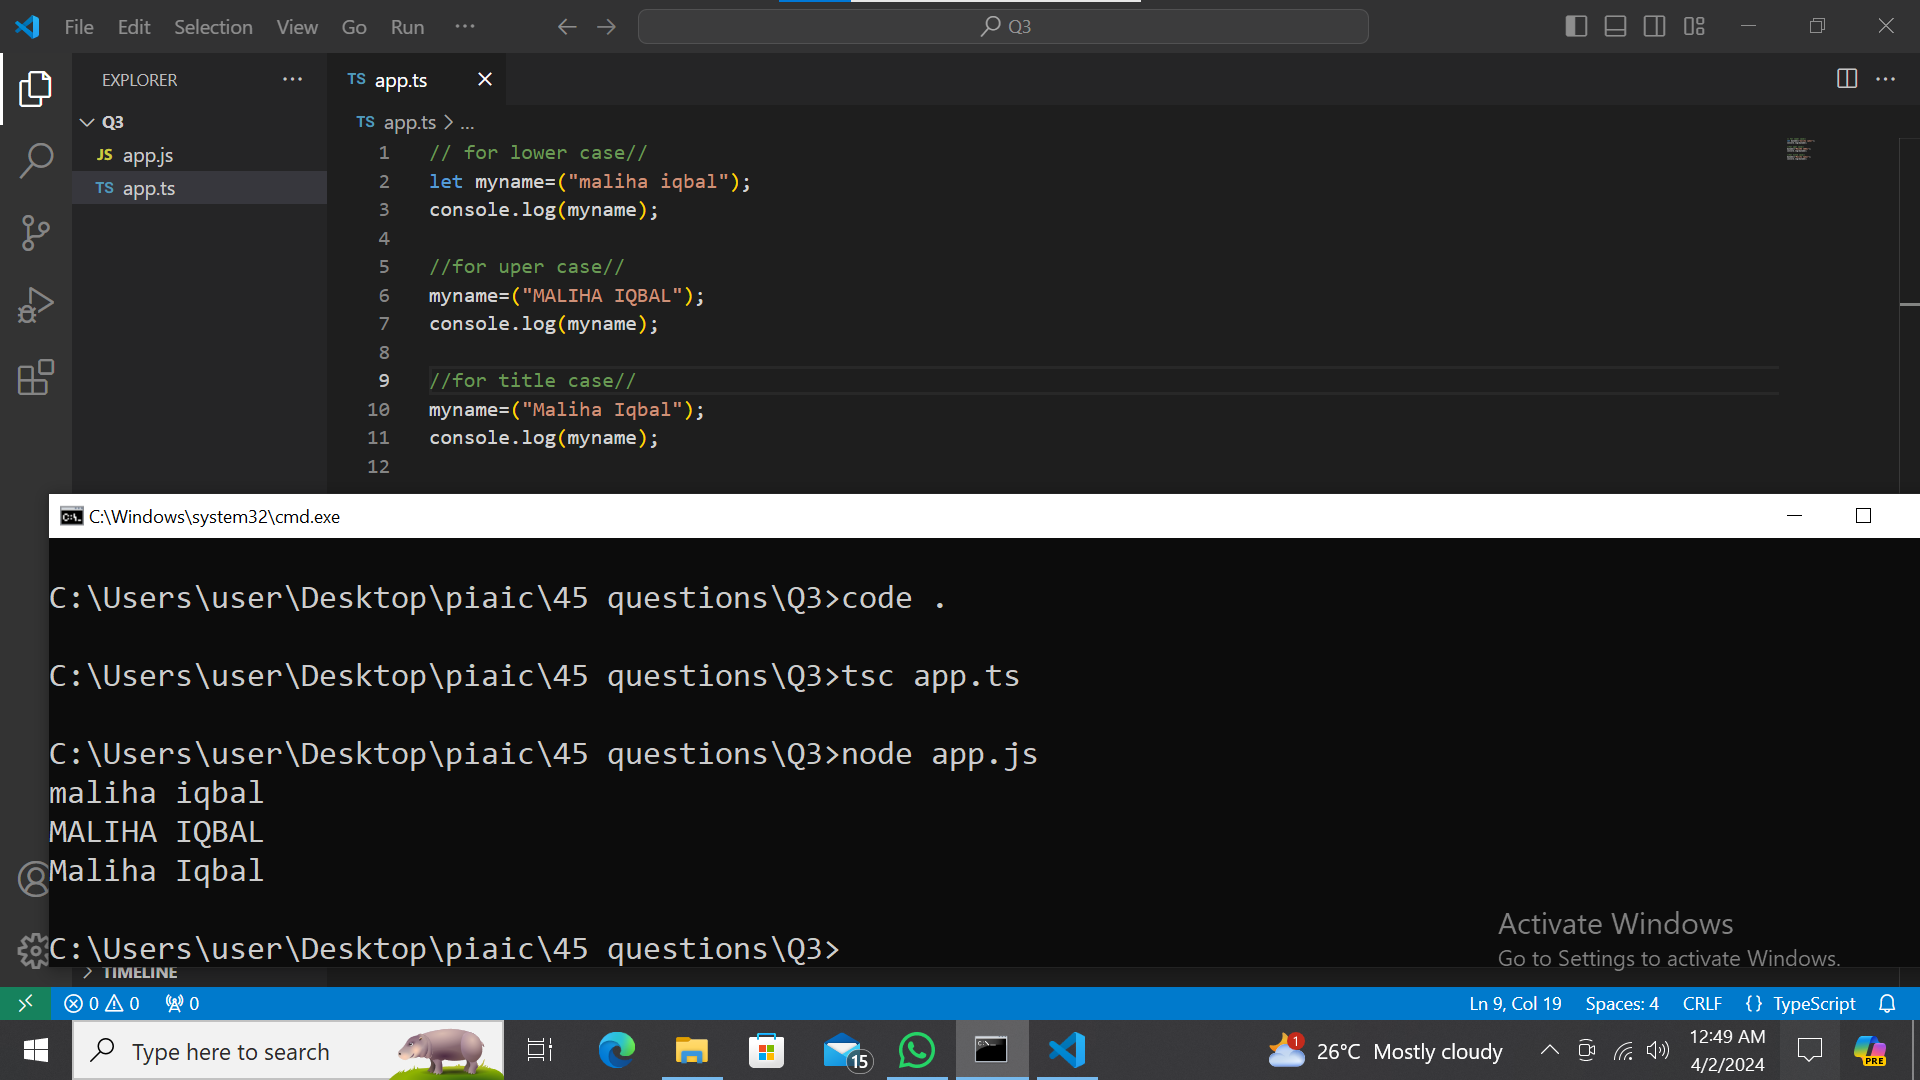 File Edit Selection View Go Run ...
Q3
EXPLORER ...
TS app.ts
Q3
JS app.js
TS app.ts
TS app.ts > ...
1 // for lower case//
2 let myname=("maliha iqbal");
3 console.log(myname);
4
5 //for uper case//
6 myname=("MALIHA IQBAL");
7 console.log(myname);
8
9 //for title case//
10 myname=("Maliha Iqbal");
11 console.log(myname);
12
C:\Windows\system32\cmd.exe
C:\Users\user\Desktop\piaic\45 questions\Q3>code .
C:\Users\user\Desktop\piaic\45 questions\Q3>tsc app.ts
C:\Users\user\Desktop\piaic\45 questions\Q3>node app.js
maliha iqbal
MALIHA IQBAL
Maliha Iqbal
C:\Users\user\Desktop\piaic\45 questions\Q3>
Activate Windows
Go to Settings to activate Windows.
TIMELINE
0 0 0
Ln 9, Col 19 Spaces: 4 CRLF {} TypeScript
Type here to search
15
1
26°C Mostly cloudy
12:49 AM
4/2/2024
PRE